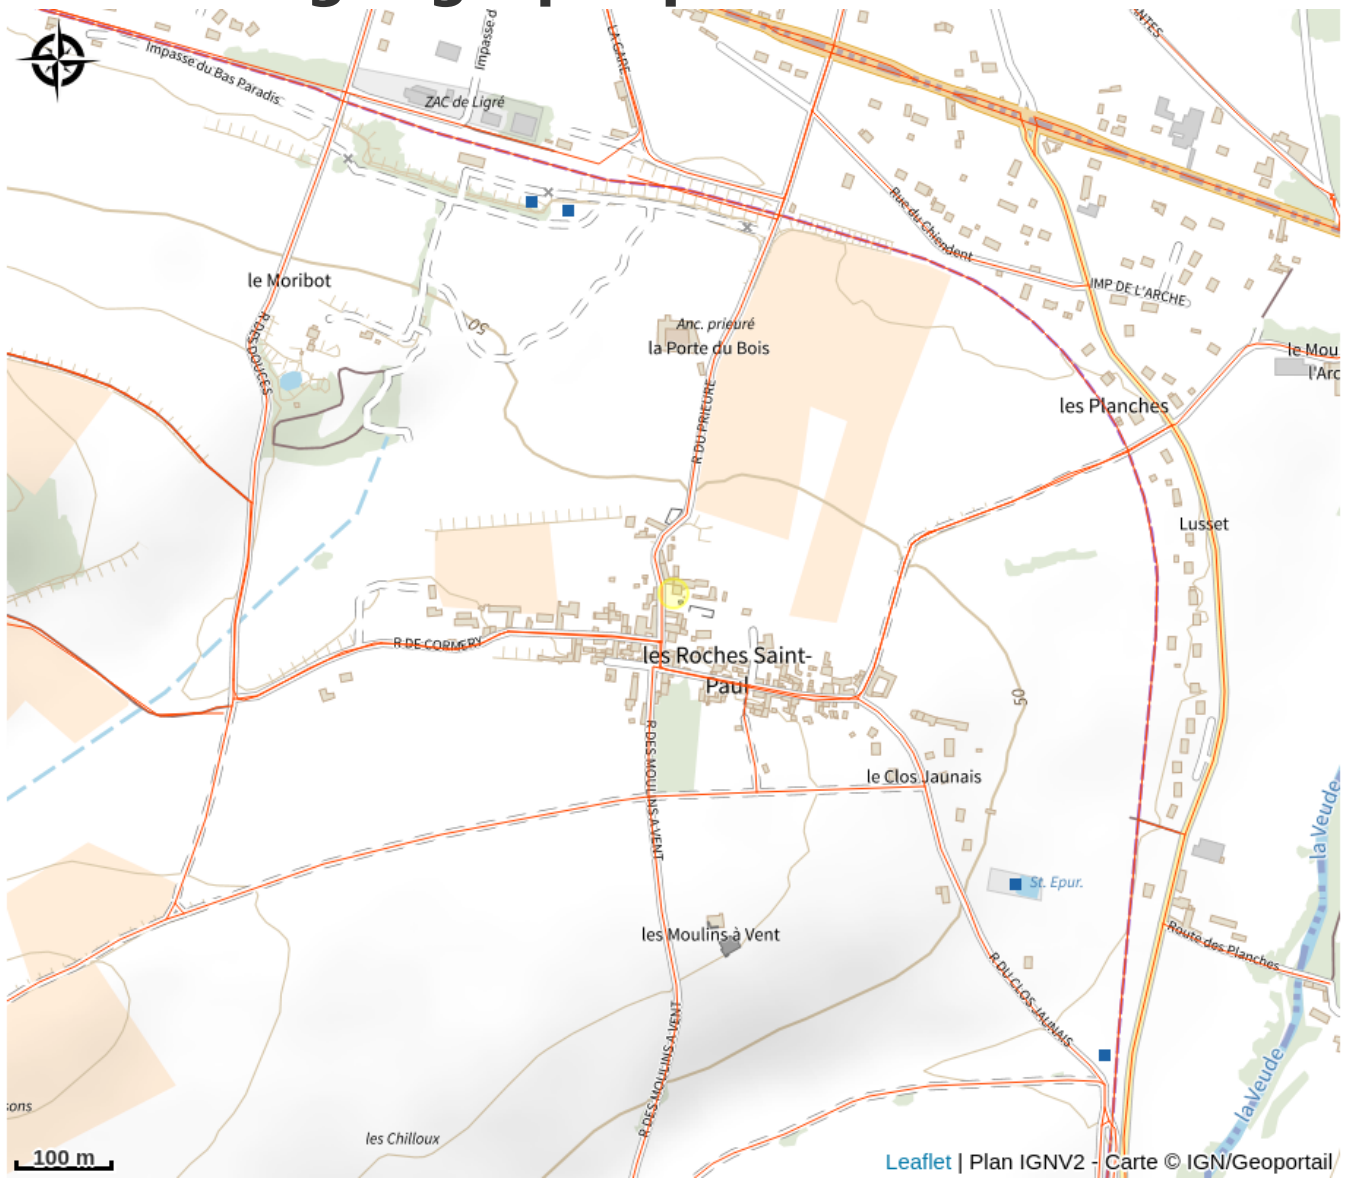 Impasse du Bas Paradis
Impasse d
LA GARE
ZAC de Ligré
NTES
Rue du Chiendent
IMP DE L'ARCHE
le Moribot
50
Anc. prieuré
la Porte du Bois
R DES DOUCES
R DU PRIEURE
le Mou
l'Arc
les Planches
Lusset
R DE CORMERY
les Roches Saint-
Paul
50
R DES MOULINS A VENT
le Clos Jaunais
la Veude
St. Epur.
les Moulins à Vent
Route des Planches
R DU CLOS JAUNAIS
R DES MOULINS A VENT
la Veude
sons
les Chilloux
100 m
Leaflet | Plan IGNV2 - Carte © IGN/Geoportail